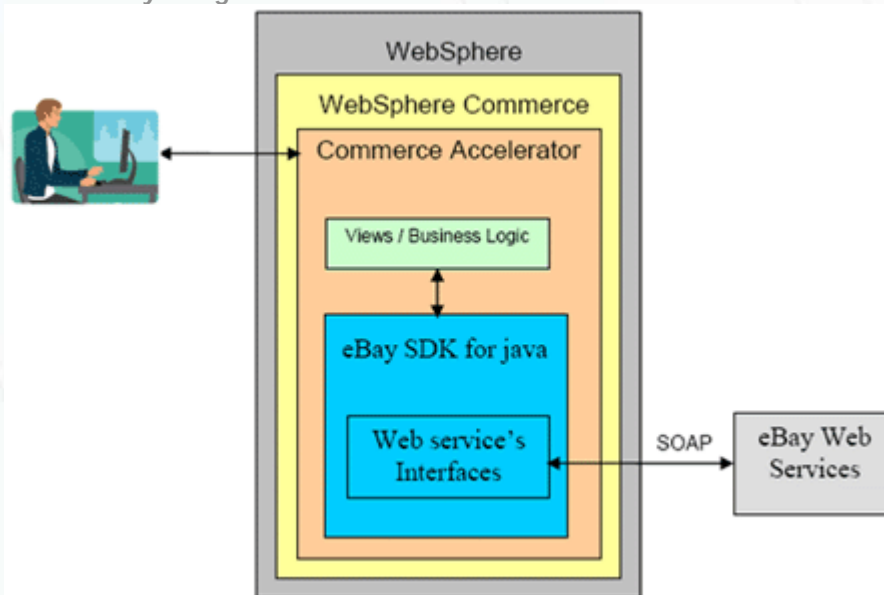 WebSphere
WebSphere Commerce
Commerce Accelerator
Views / Business Logic
eBay SDK for java
Web service's
Interfaces
SOAP
eBay Web
Services